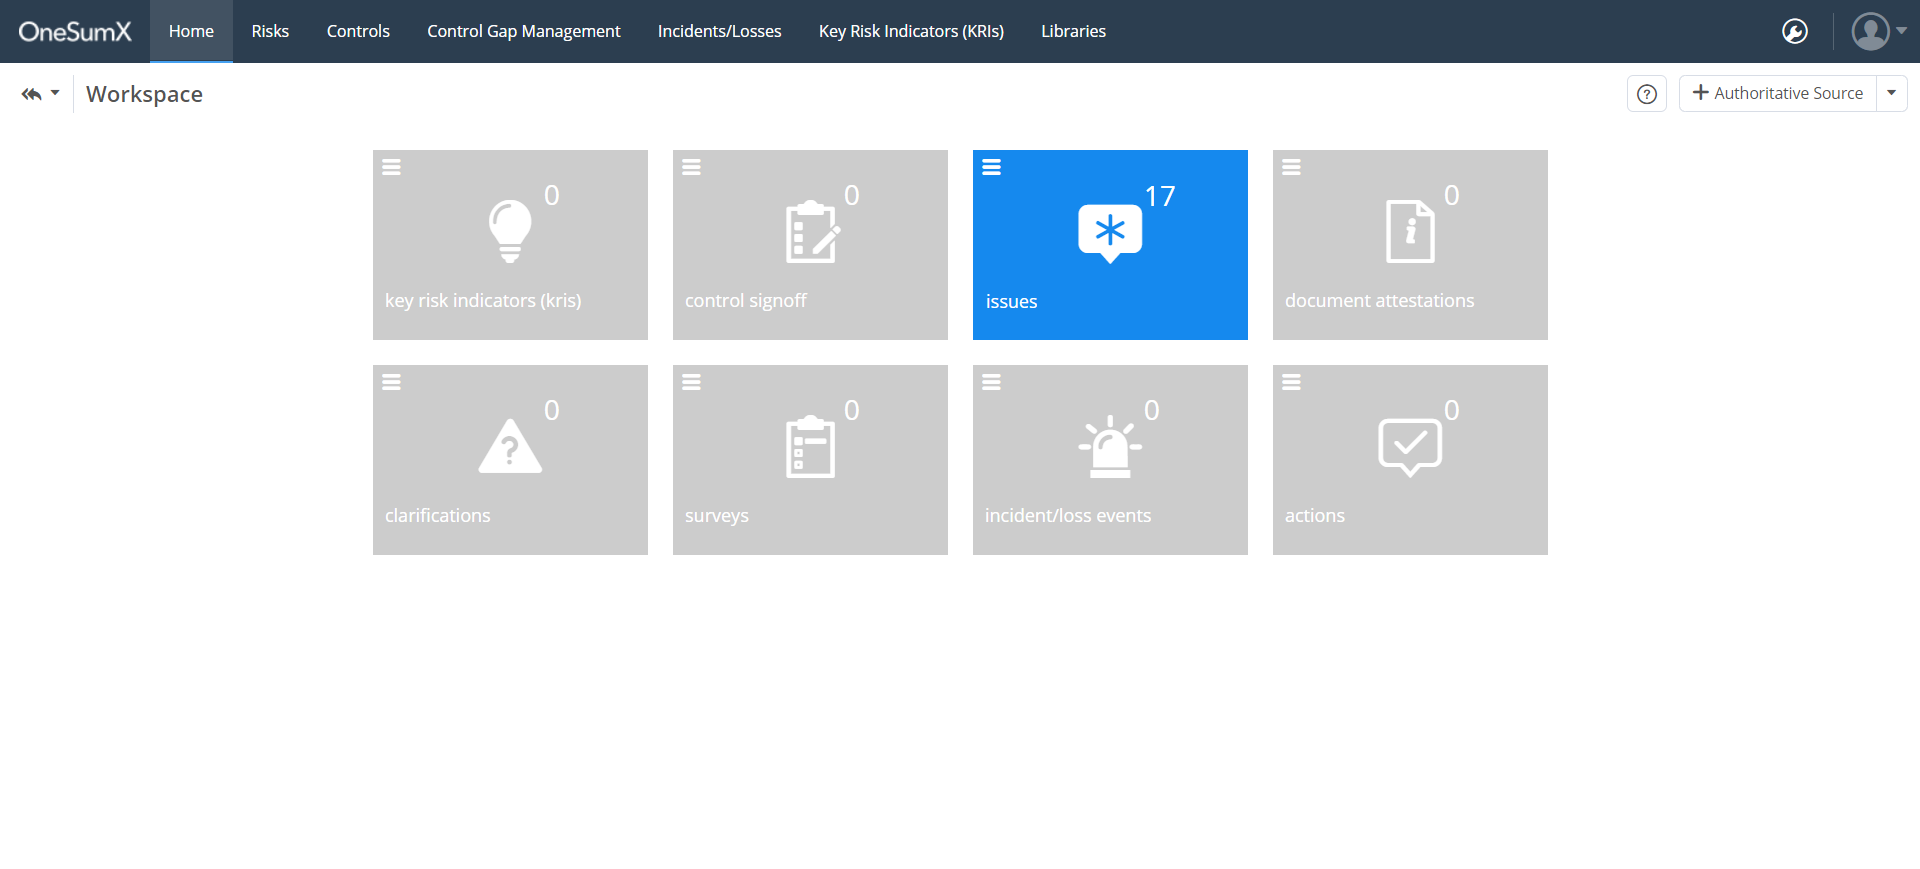 OneSumX Home Risks Controls Control Gap Management Incidents/Losses Key Risk Indicators (KRIs) Libraries
Workspace
? Authoritative Source
0
key risk indicators (kris)
0
control signoff
17
issues
0
document attestations
0
clarifications
0
surveys
0
incident/loss events
0
actions